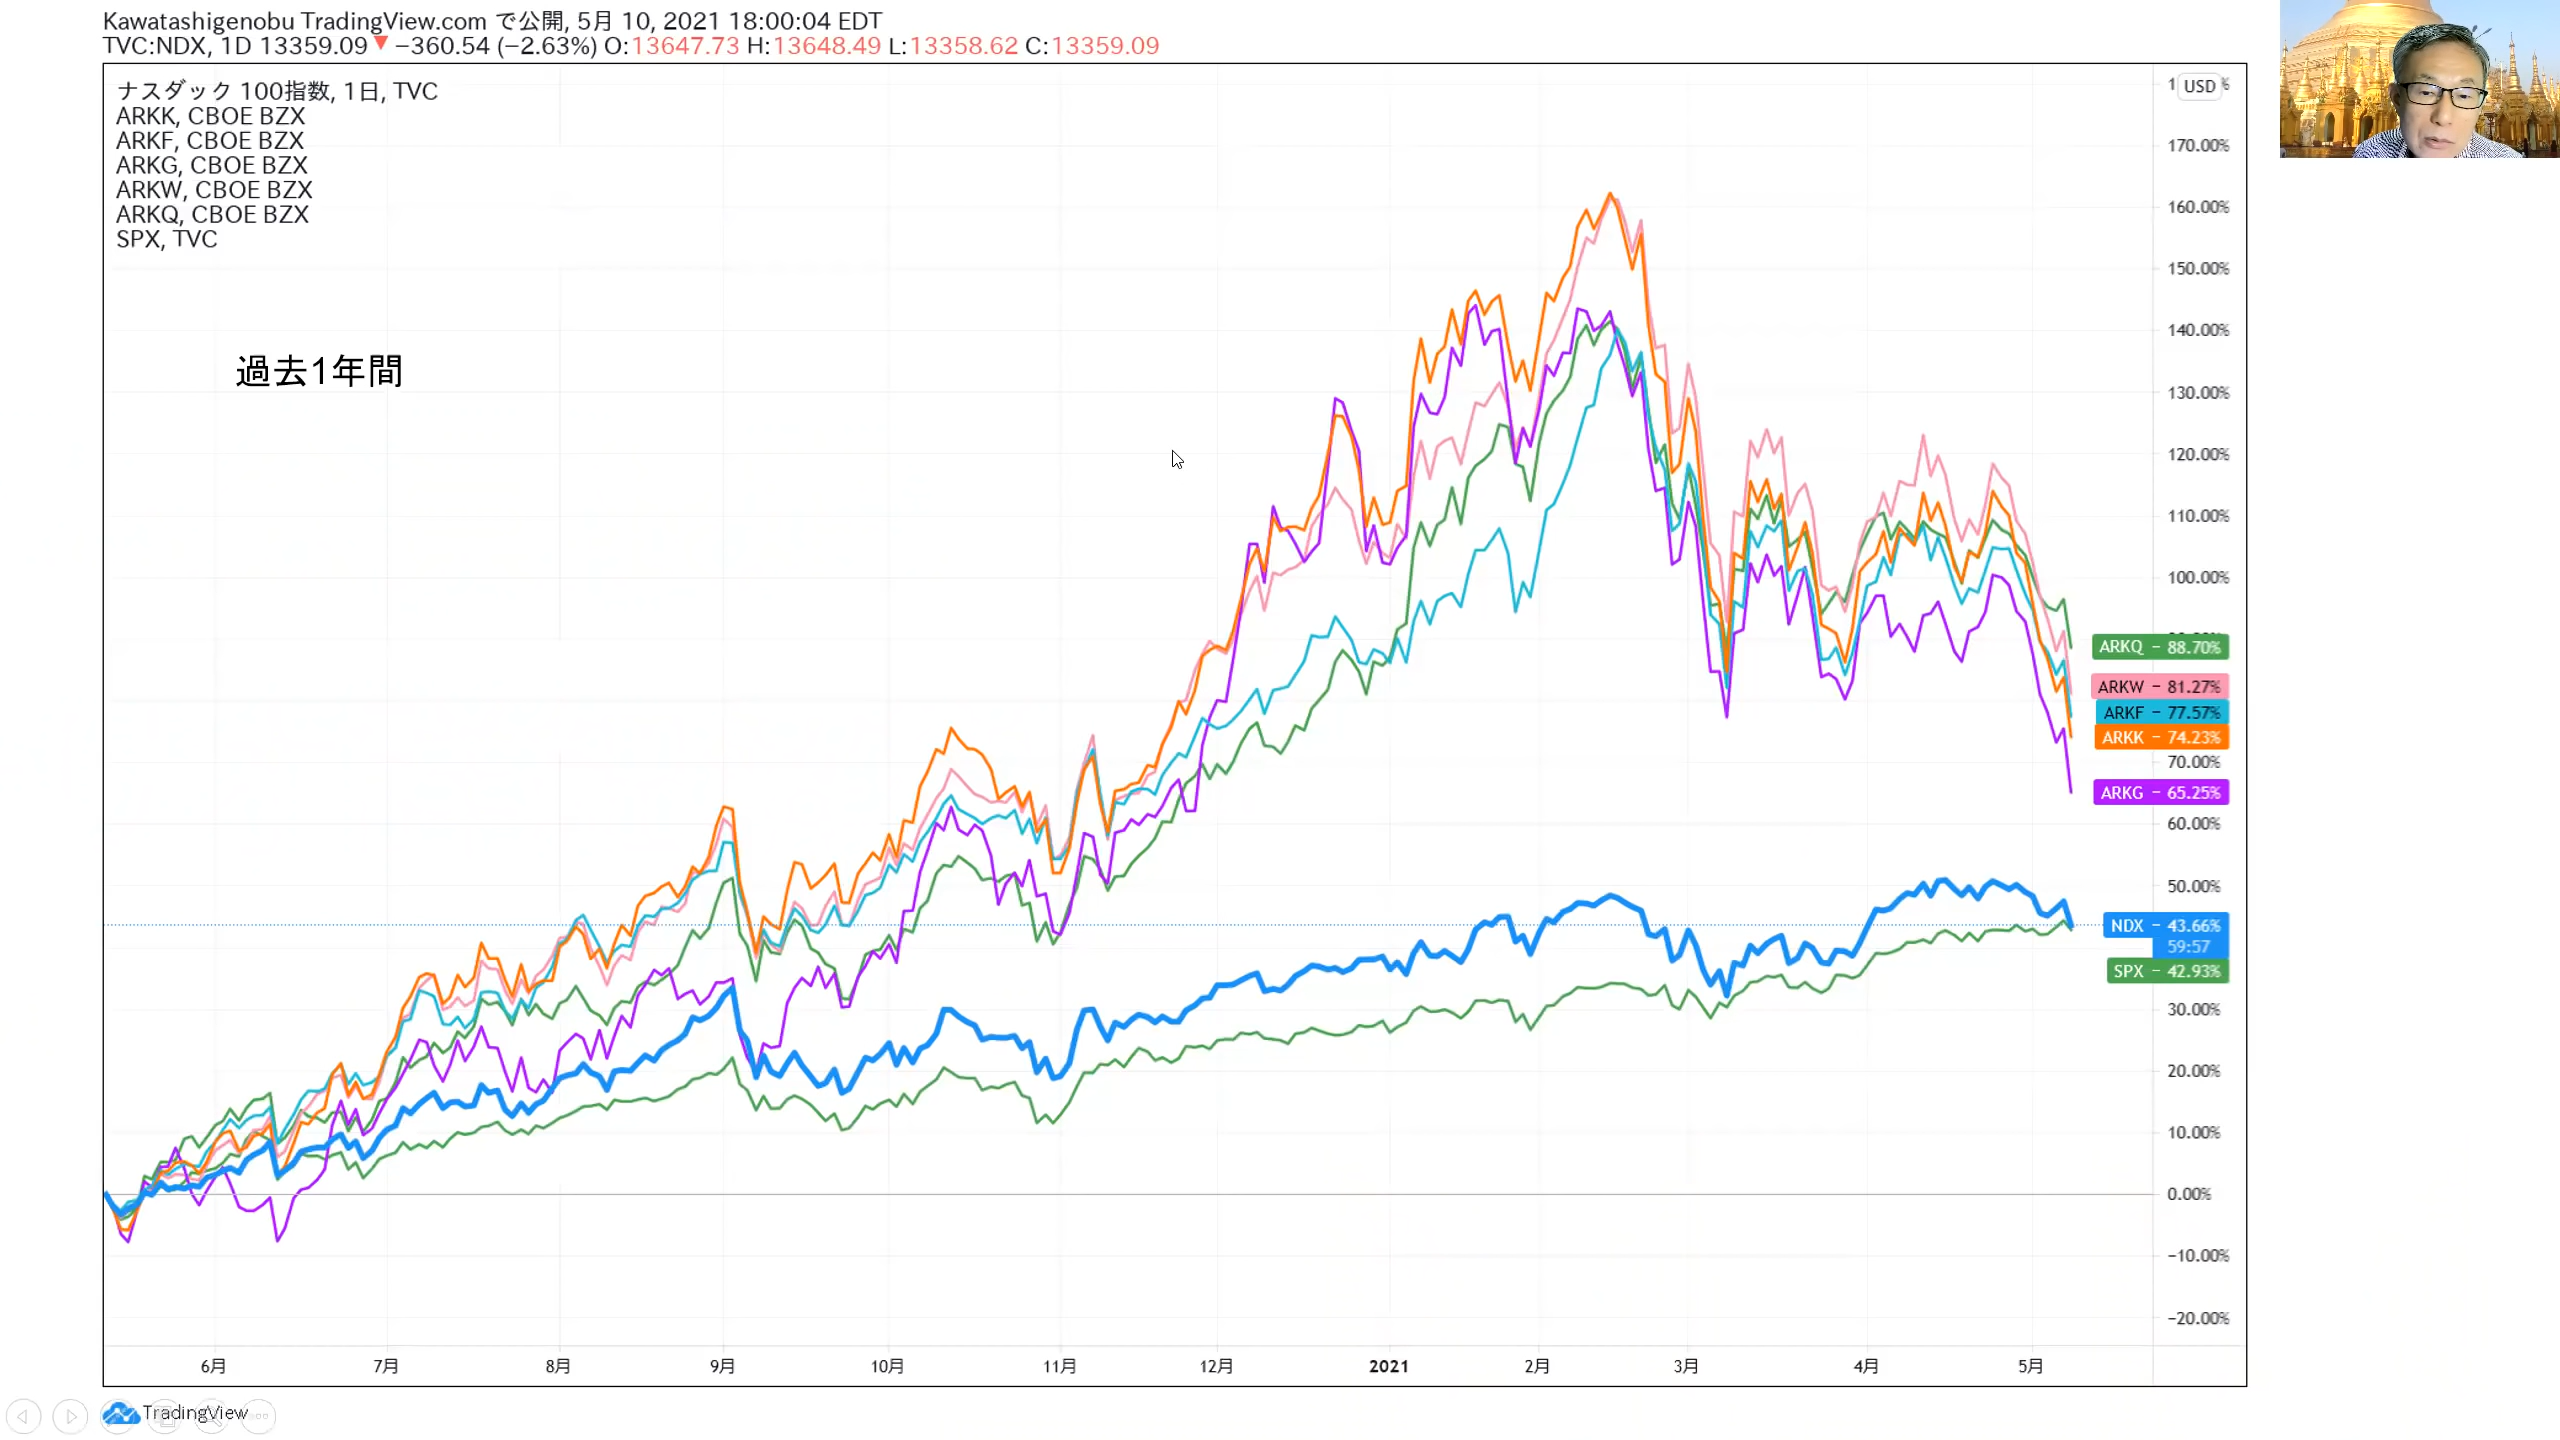 Kawatashigenobu TradingView.com で公開, 5月 10, 2021 18:00:04 EDT
TVC:NDX, 1D 13359.09▼ −360.54 (−2.63%) O:13647.73 H:13648.49 L:13358.62 C:13359.09
ナスダック 100指数, 1日, TVC
ARKK, CBOE BZX
ARKF, CBOE BZX
ARKG, CBOE BZX
ARKW, CBOE BZX
ARKQ, CBOE BZX
SPX, TVC
過去1年間
USD
170.00%
160.00%
150.00%
140.00%
130.00%
120.00%
110.00%
100.00%
ARKQ − 88.70%
ARKW − 81.27%
ARKF − 77.57%
ARKK − 74.23%
70.00%
ARKG − 65.25%
60.00%
50.00%
NDX − 43.66%
59:57
SPX − 42.93%
30.00%
20.00%
10.00%
0.00%
−10.00%
−20.00%
6月 7月 8月 9月 10月 11月 12月 2021 2月 3月 4月 5月
TradingView